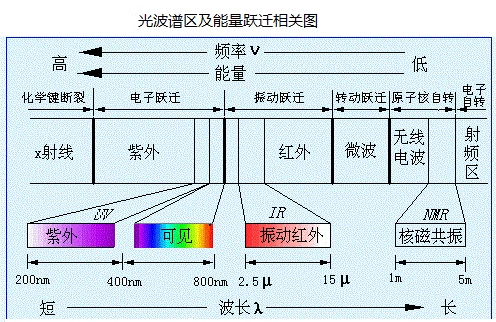 光波谱区及能量跃迁相关图
高 频率ν 低
能量
化学键断裂 电子跃迁 振动跃迁 转动跃迁 原子核自转 电子自转
x射线 紫外 红外 微波 无线电波 射频区
UV IR NMR
紫外 可见 振动红外 核磁共振
200nm 400nm 800nm 2.5 μ 15 μ 1m 5m
短 波长λ 长